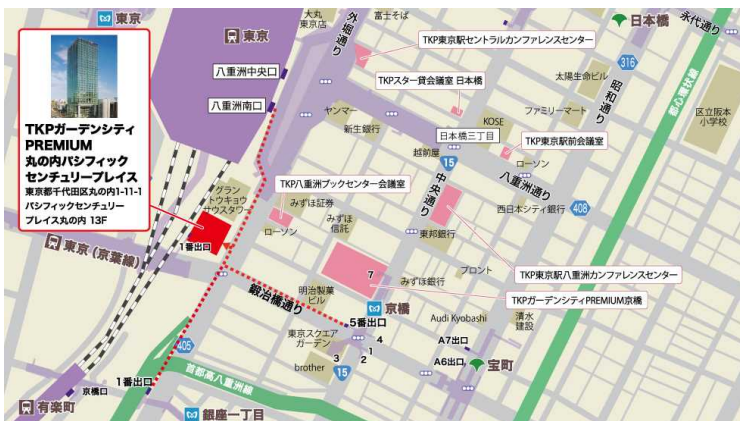 東京
東京
大丸
東京店
外堀通り
富士そば
日本橋
永代通り
TKP東京駅セントラルカンファレンスセンター
316
昭和通り
TKPガーデンシティ
PREMIUM
丸の内パシフィック
センチュリープレイス
東京都千代田区丸の内1-11-1
パシフィックセンチュリー
プレイス丸の内 13F
八重洲中央口
八重洲南口
TKPスター貸会議室 日本橋
太陽生命ビル
都心環状線
ヤンマー
ファミリーマート
区立阪本
小学校
新生銀行
KOSE
日本橋三丁目
TKP東京駅前会議室
越前屋
15
ローソン
八重洲通り
中央通り
グラン
トウキョウ
サウスタワー
TKP八重洲ブックセンター会議室
みずほ証券
西日本シティ銀行
408
みずほ
信託
ローソン
東邦銀行
東京 (京葉線)
1番出口
TKP東京駅八重洲カンファレンスセンター
7
みずほ銀行
ブロント
鍛冶橋通り
明治製菓
ビル
TKPガーデンシティPREMIUM京橋
京橋
5番出口
Audi Kyobashi
清水
建設
405
東京スクエア
ガーデン
4
1
2
3
A7出口
A6出口
宝町
首都高八重洲線
brother
15
1番出口
京橋口
有楽町
銀座一丁目